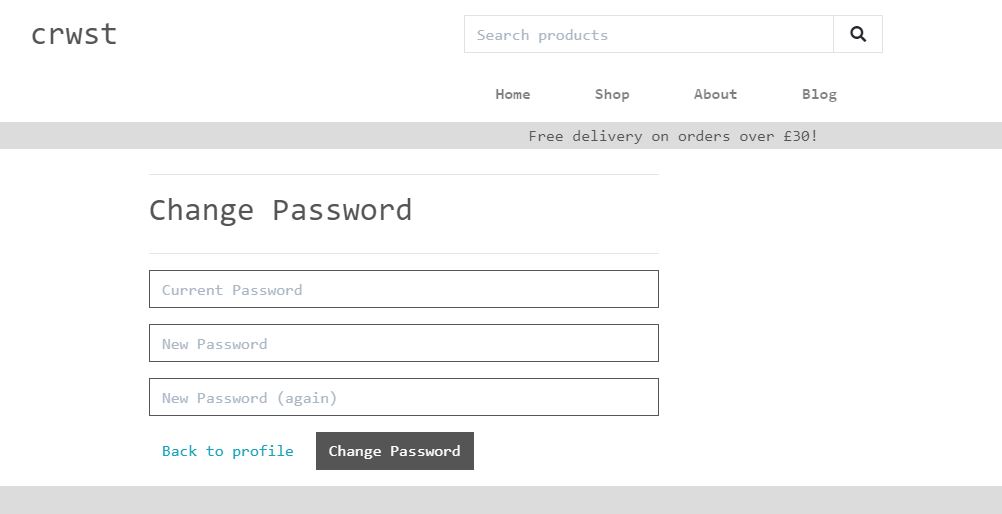 crwst
Search products
Home Shop About Blog
Free delivery on orders over £30!
Change Password
Current Password
New Password
New Password (again)
Back to profile Change Password